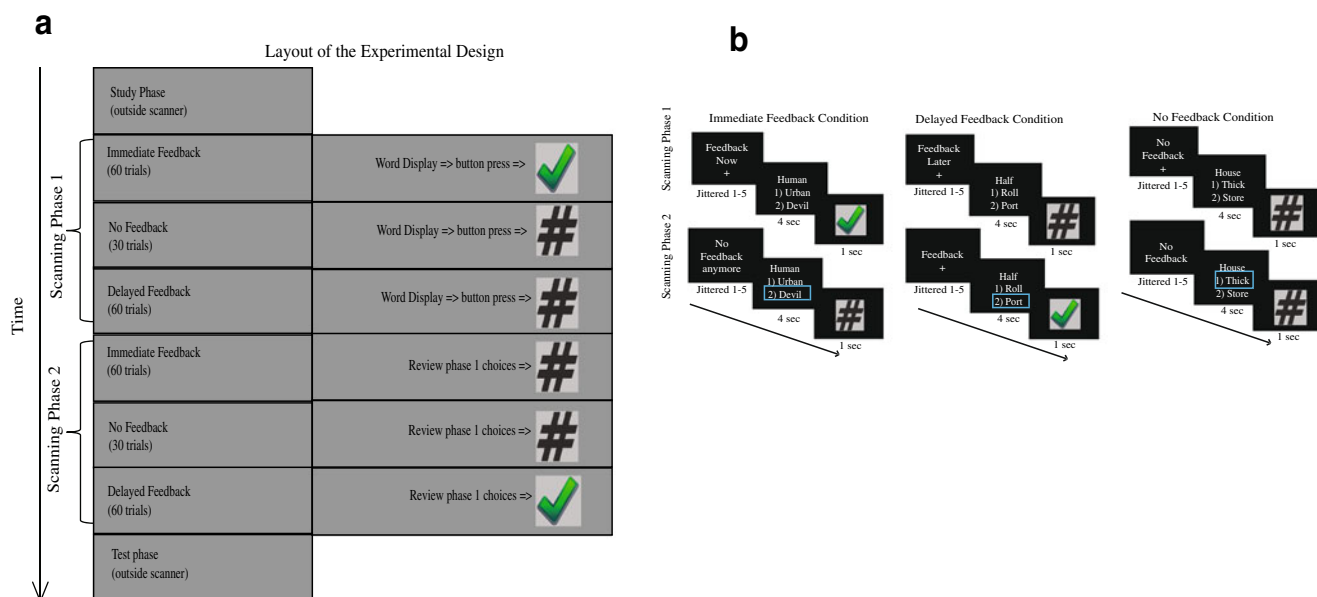 a
Layout of the Experimental Design
Time
Study Phase
(outside scanner)
Scanning Phase 1
Immediate Feedback
(60 trials)
Word Display => button press =>
No Feedback
(30 trials)
Word Display => button press =>
#
Delayed Feedback
(60 trials)
Word Display => button press =>
#
Scanning Phase 2
Immediate Feedback
(60 trials)
Review phase 1 choices =>
#
No Feedback
(30 trials)
Review phase 1 choices =>
#
Delayed Feedback
(60 trials)
Review phase 1 choices =>
Test phase
(outside scanner)
b
Scanning Phase 1
Immediate Feedback Condition
Feedback
Now
+
Jittered 1-5
Human
1) Urban
2) Devil
4 sec
1 sec
Delayed Feedback Condition
Feedback
Later
+
Jittered 1-5
Half
1) Roll
2) Port
4 sec
#
1 sec
No Feedback Condition
No
Feedback
+
Jittered 1-5
House
1) Thick
2) Store
4 sec
#
1 sec
Scanning Phase 2
No
Feedback
anymore
Jittered 1-5
Human
1) Urban
2) Devil
4 sec
#
1 sec
Feedback
+
Jittered 1-5
Half
1) Roll
2) Port
4 sec
1 sec
No
Feedback
Jittered 1-5
House
1) Thick
2) Store
4 sec
#
1 sec